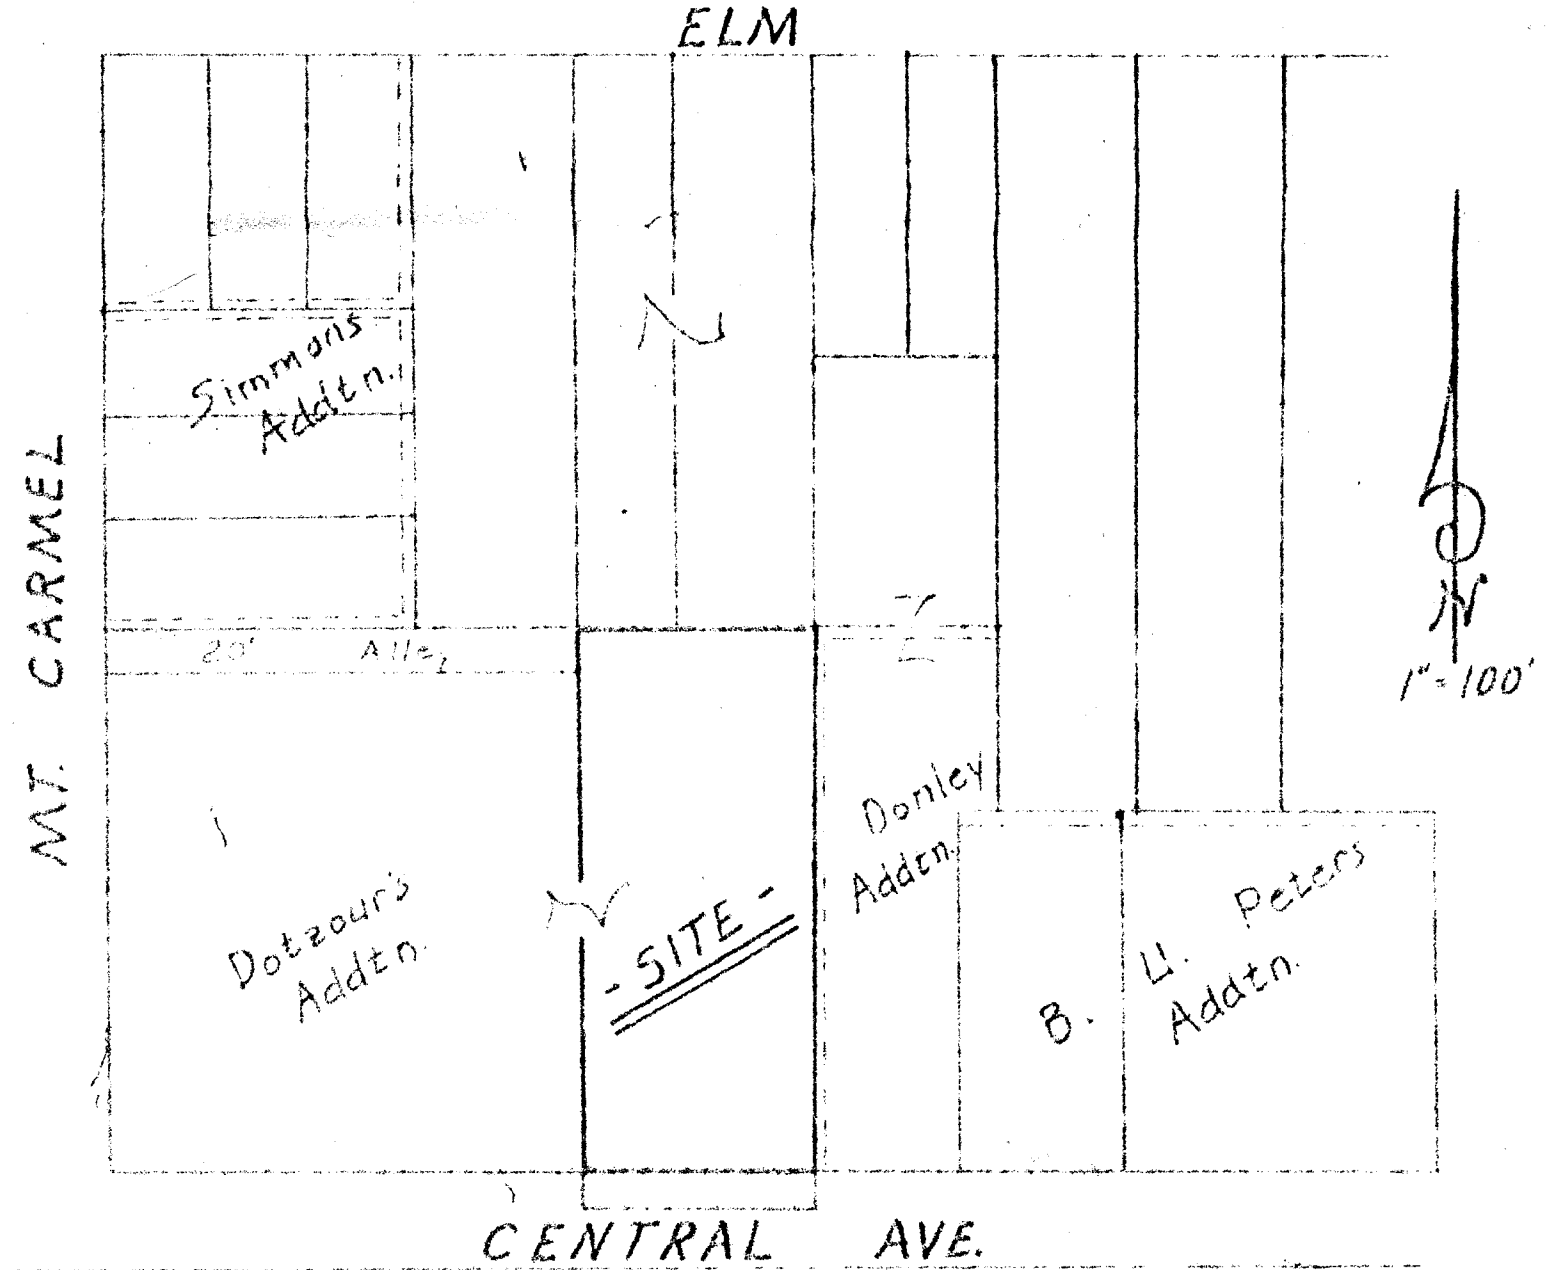 ELM
Simmons
Addtn.
MT. CARMEL
20' Alley
N
1" = 100'
Donley
Addtn.
Dotzour's
Addtn.
- SITE -
B. U. Peters
Addtn.
CENTRAL AVE.